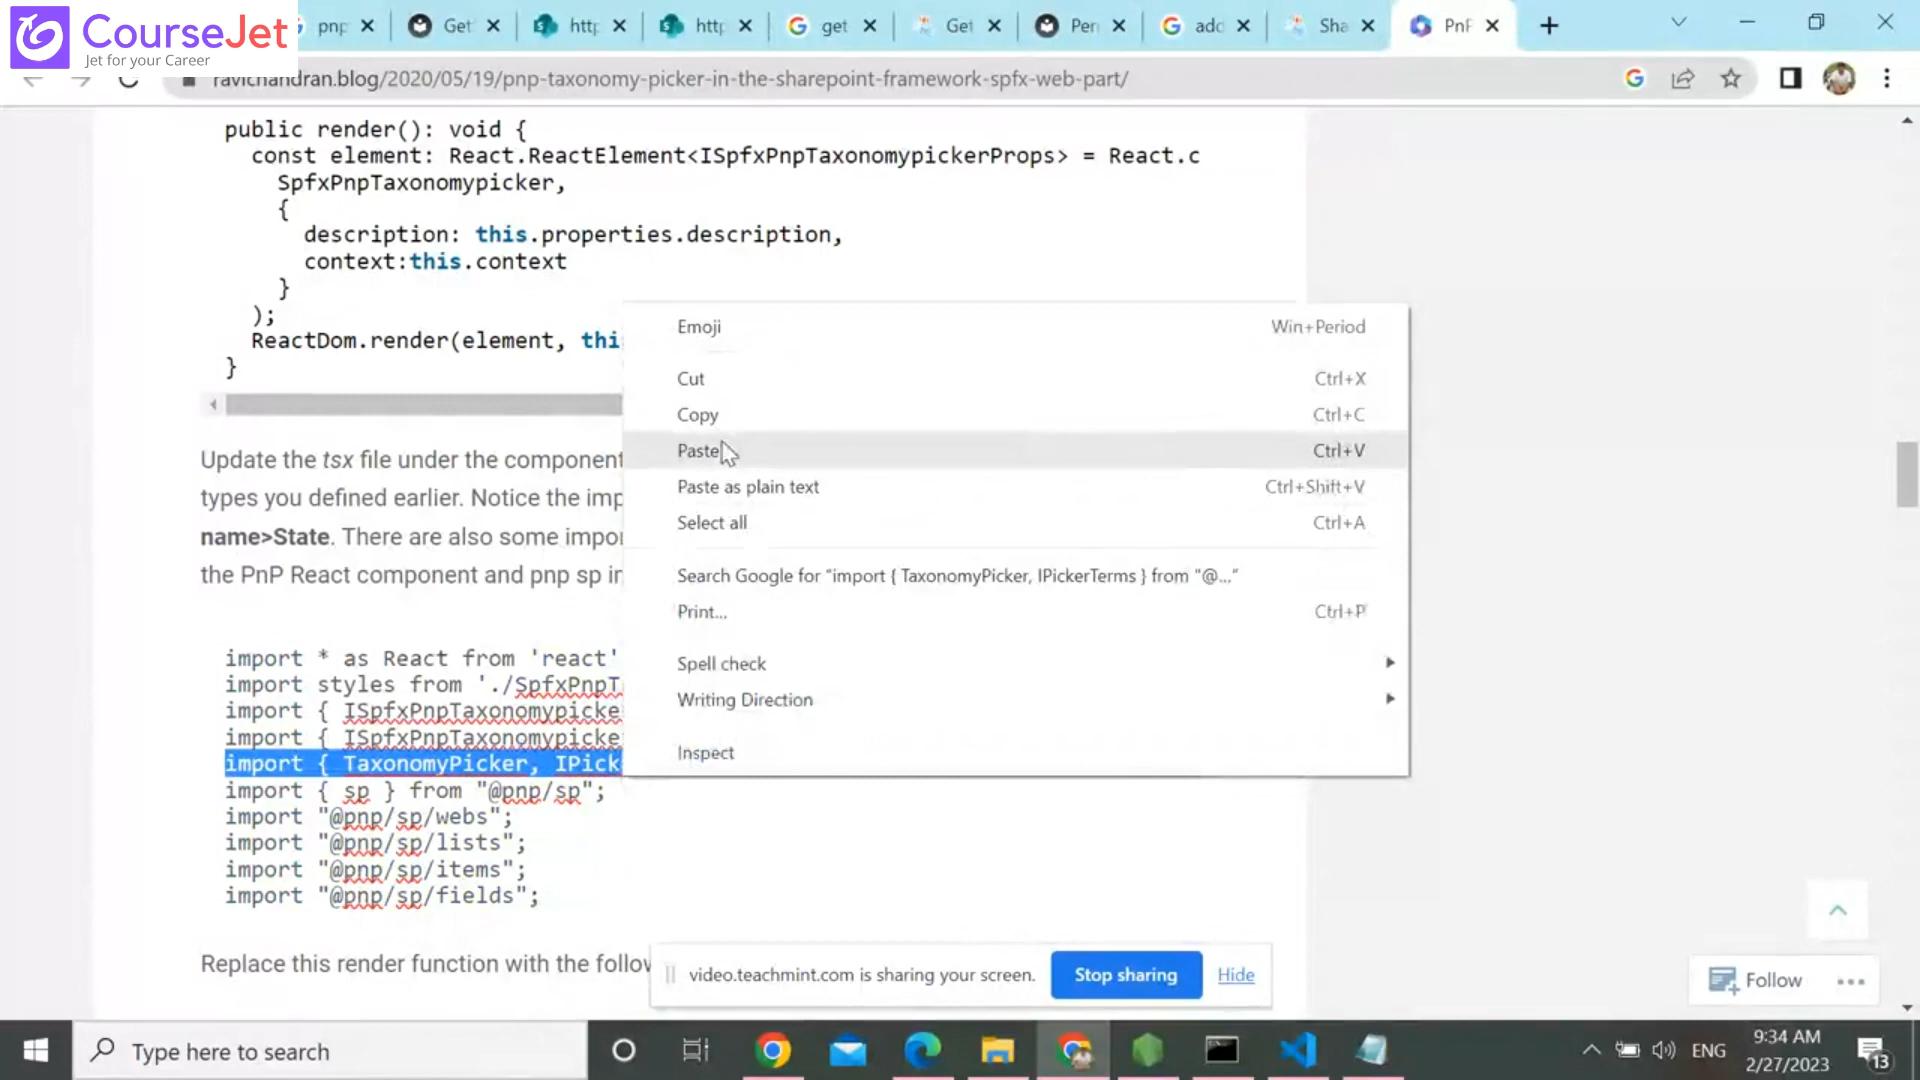 CourseJet
Jet for your Career
pnp
Get
http
http
get
Get
Per
add
Sha
PnF
ravichandran.blog/2020/05/19/pnp-taxonomy-picker-in-the-sharepoint-framework-spfx-web-part/
public render(): void {
const element: React.ReactElement<ISpfxPnpTaxonomypickerProps> = React.c
SpfxPnpTaxonomypicker,
{
description: this.properties.description,
context:this.context
}
);
ReactDom.render(element, thi
}
Emoji Win+Period
Cut Ctrl+X
Copy Ctrl+C
Paste Ctrl+V
Paste as plain text Ctrl+Shift+V
Select all Ctrl+A
Search Google for “import { TaxonomyPicker, IPickerTerms } from "@...”
Print... Ctrl+P
Spell check
Writing Direction
Inspect
Update the tsx file under the component
types you defined earlier. Notice the imp
name>State. There are also some impor
the PnP React component and pnp sp in
import * as React from 'react'
import styles from './SpfxPnpT
import { ISpfxPnpTaxonomypicke
import { ISpfxPnpTaxonomypicke
import { TaxonomyPicker, IPick
import { sp } from "@pnp/sp";
import "@pnp/sp/webs";
import "@pnp/sp/lists";
import "@pnp/sp/items";
import "@pnp/sp/fields";
Replace this render function with the follow
video.teachmint.com is sharing your screen. Stop sharing Hide
Follow
Type here to search
ENG
9:34 AM
2/27/2023
13